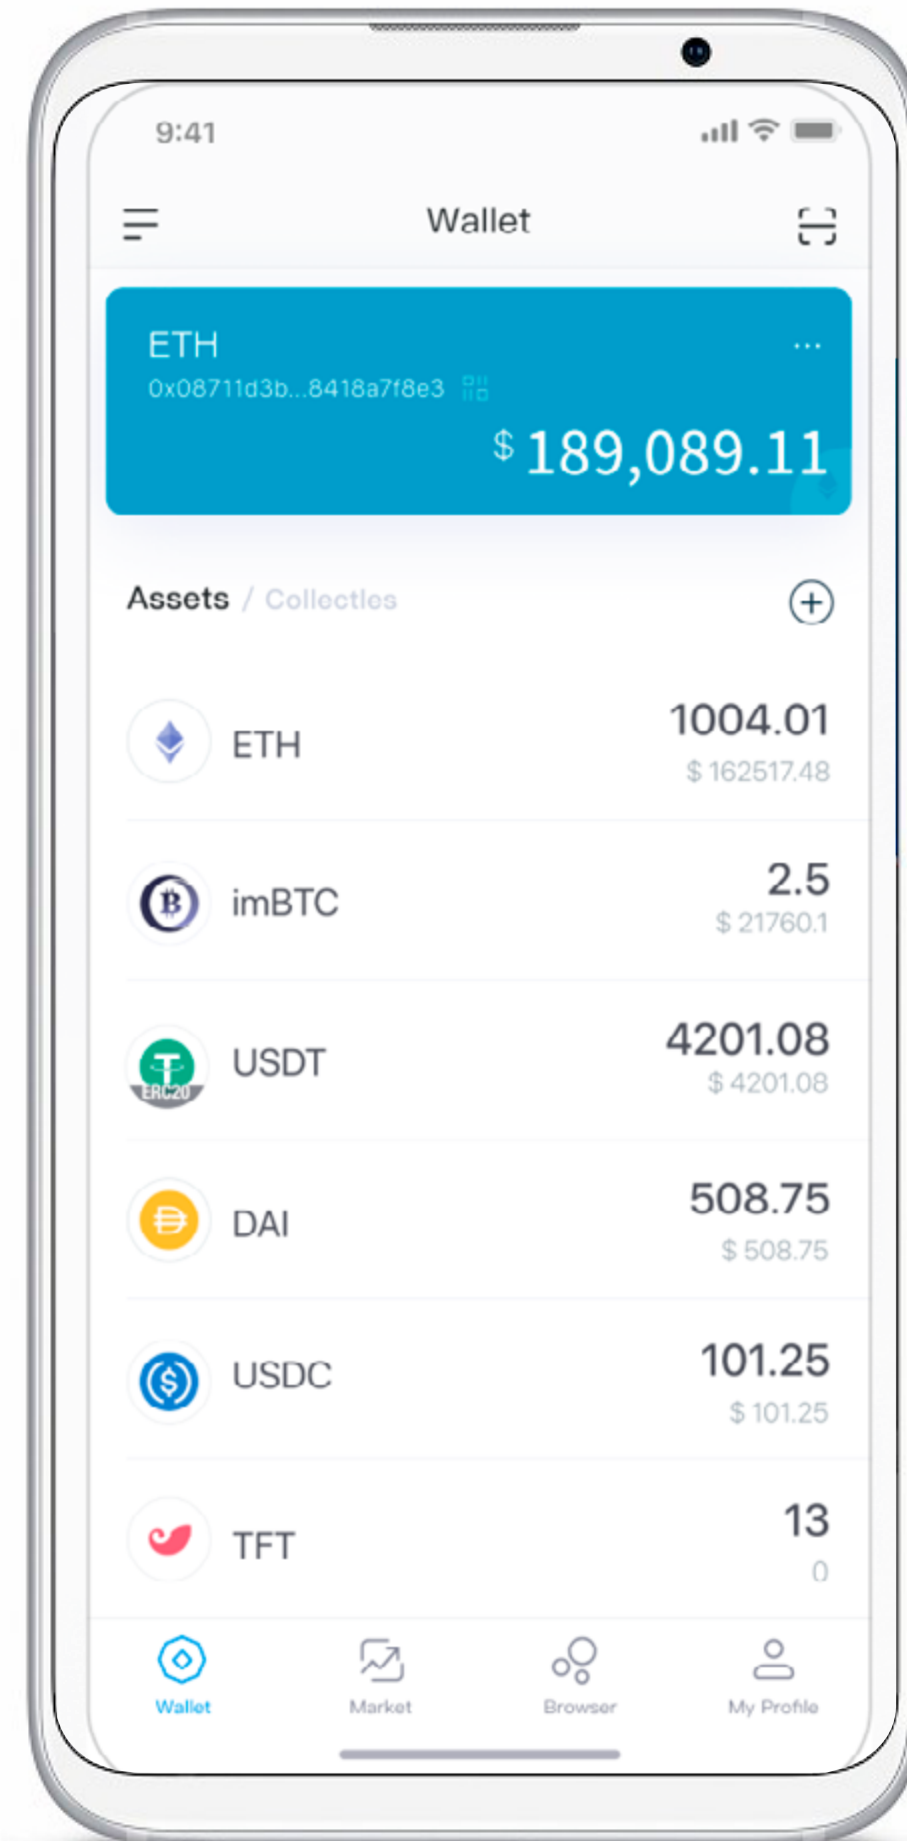 9:41
Wallet
ETH
0x08711d3b...8418a7f8e3
$ 189,089.11
Assets / Collectles
ETH
1004.01
$ 162517.48
imBTC
2.5
$ 21760.1
USDT
ERC20
4201.08
$ 4201.08
DAI
508.75
$ 508.75
USDC
101.25
$ 101.25
TFT
13
0
Wallet Market Browser My Profile